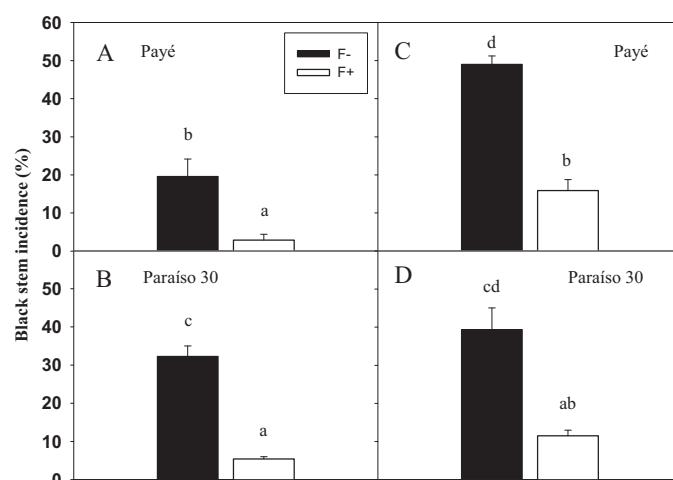 Black stem incidence (%)
60
50
40
30
20
10
0
50
40
30
20
10
0
A
Payé
F-
F+
b
a
C
Payé
d
b
B
Paraíso 30
c
a
D
Paraíso 30
cd
ab